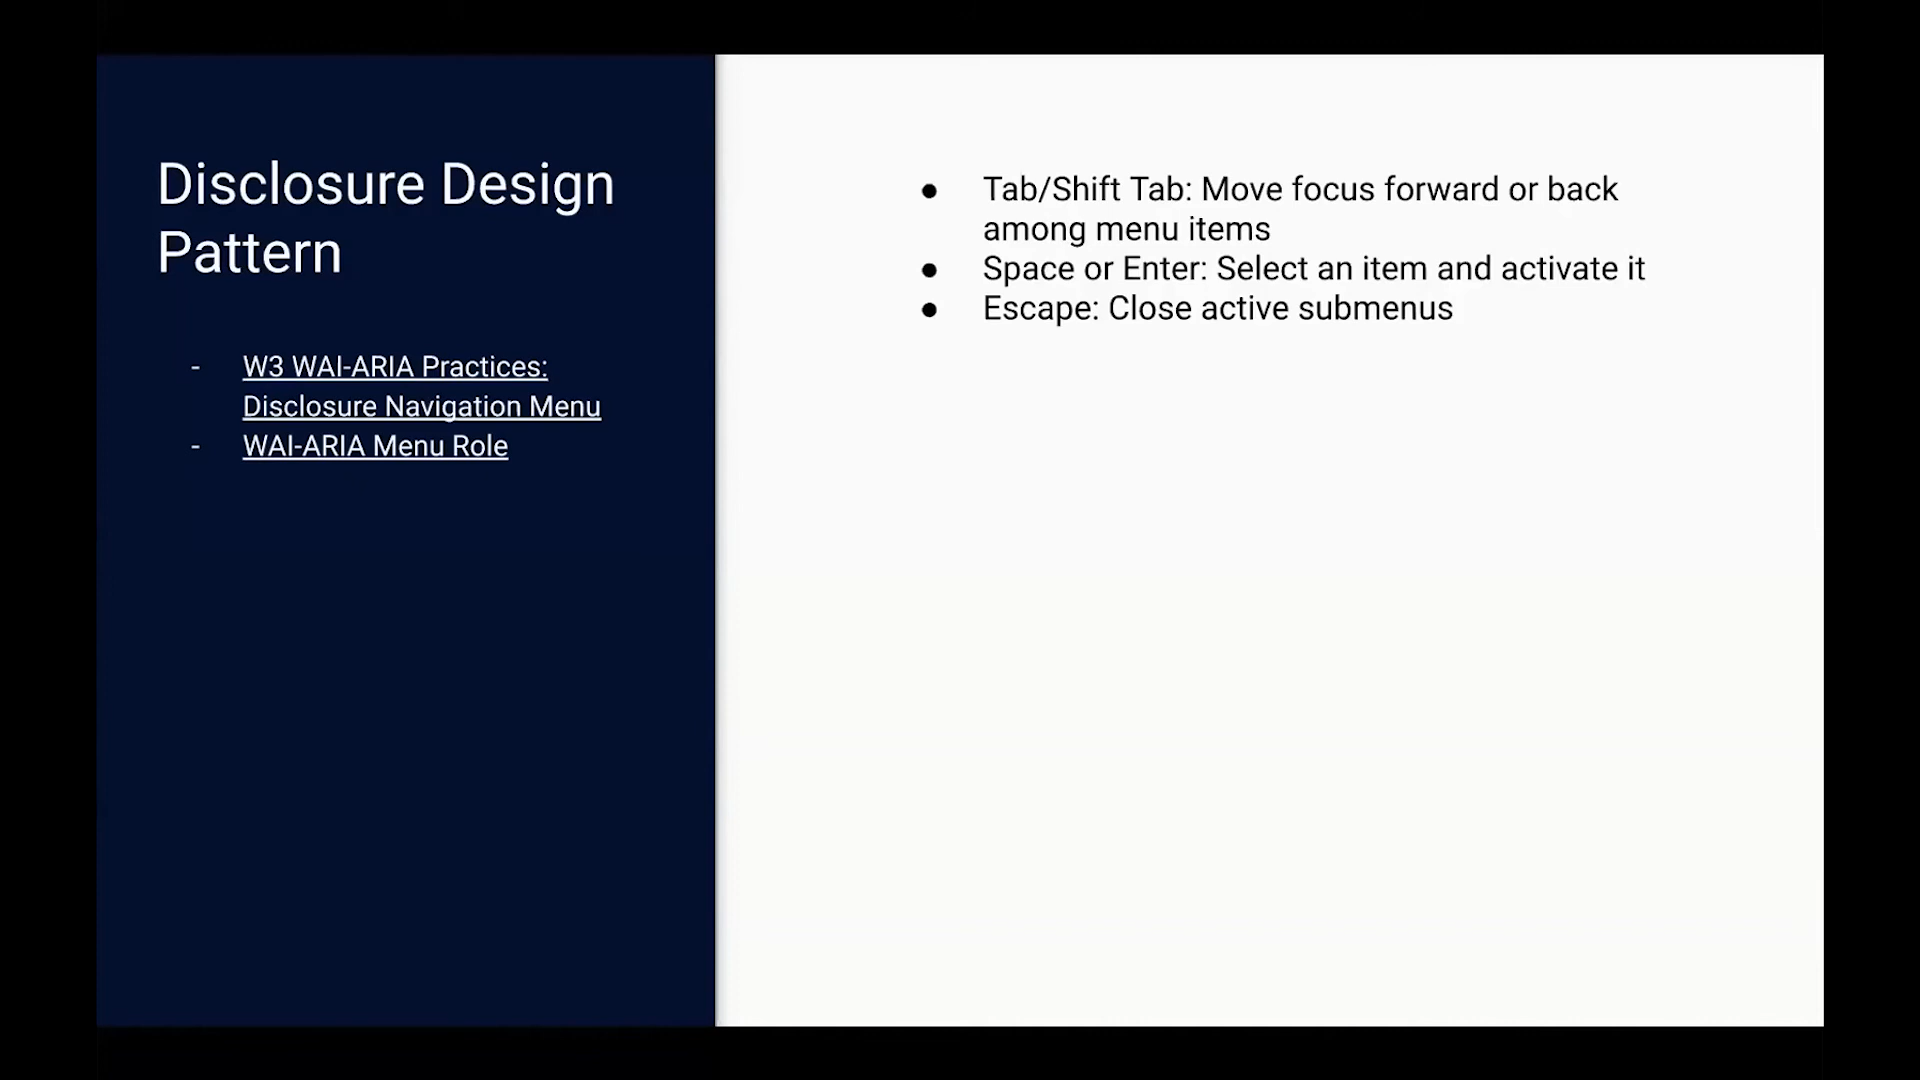 Disclosure Design
Pattern
- W3 WAI-ARIA Practices:
Disclosure Navigation Menu
- WAI-ARIA Menu Role
● Tab/Shift Tab: Move focus forward or back
among menu items
● Space or Enter: Select an item and activate it
● Escape: Close active submenus